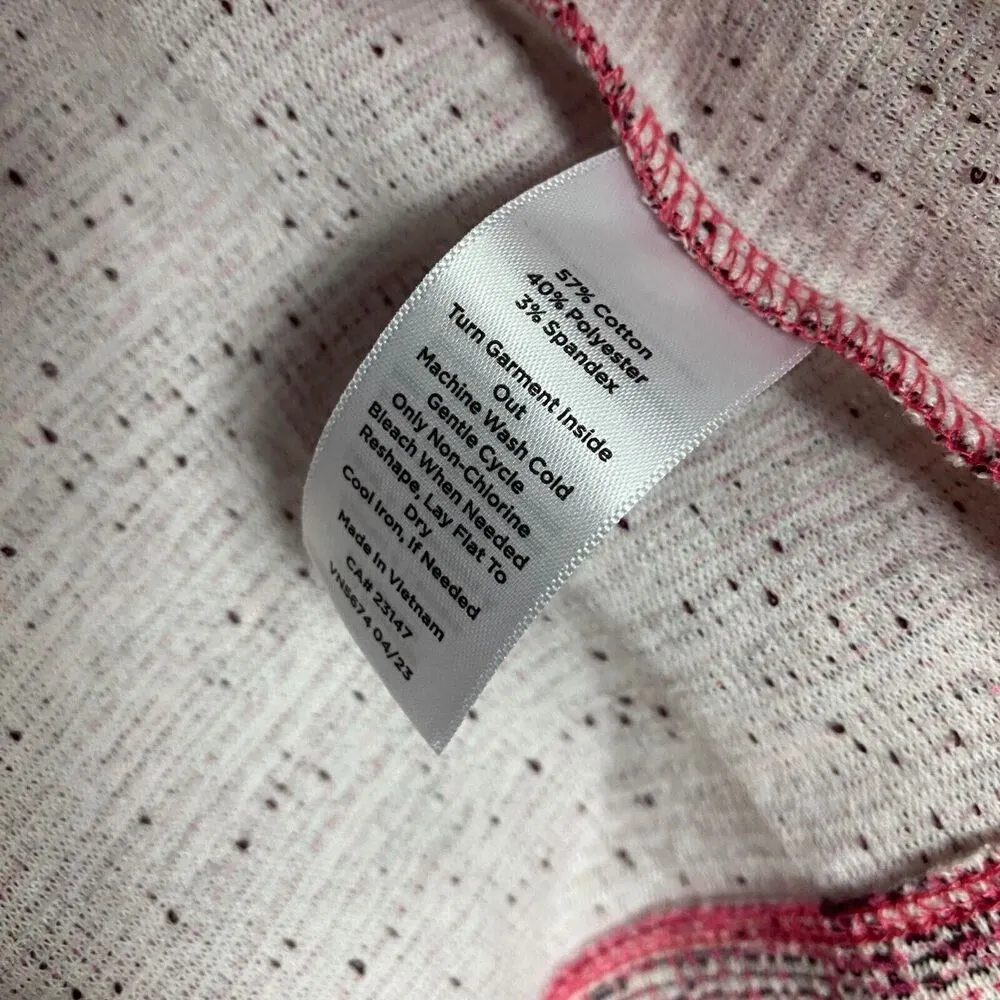 57% Cotton
40% Polyester
3% Spandex
Turn Garment Inside
Out
Machine Wash Cold
Gentle Cycle
Only Non-Chlorine
Bleach When Needed
Reshape, Lay Flat To
Dry
Cool Iron, If Needed
Made In Vietnam
CA# 23147
VN5674 04/23